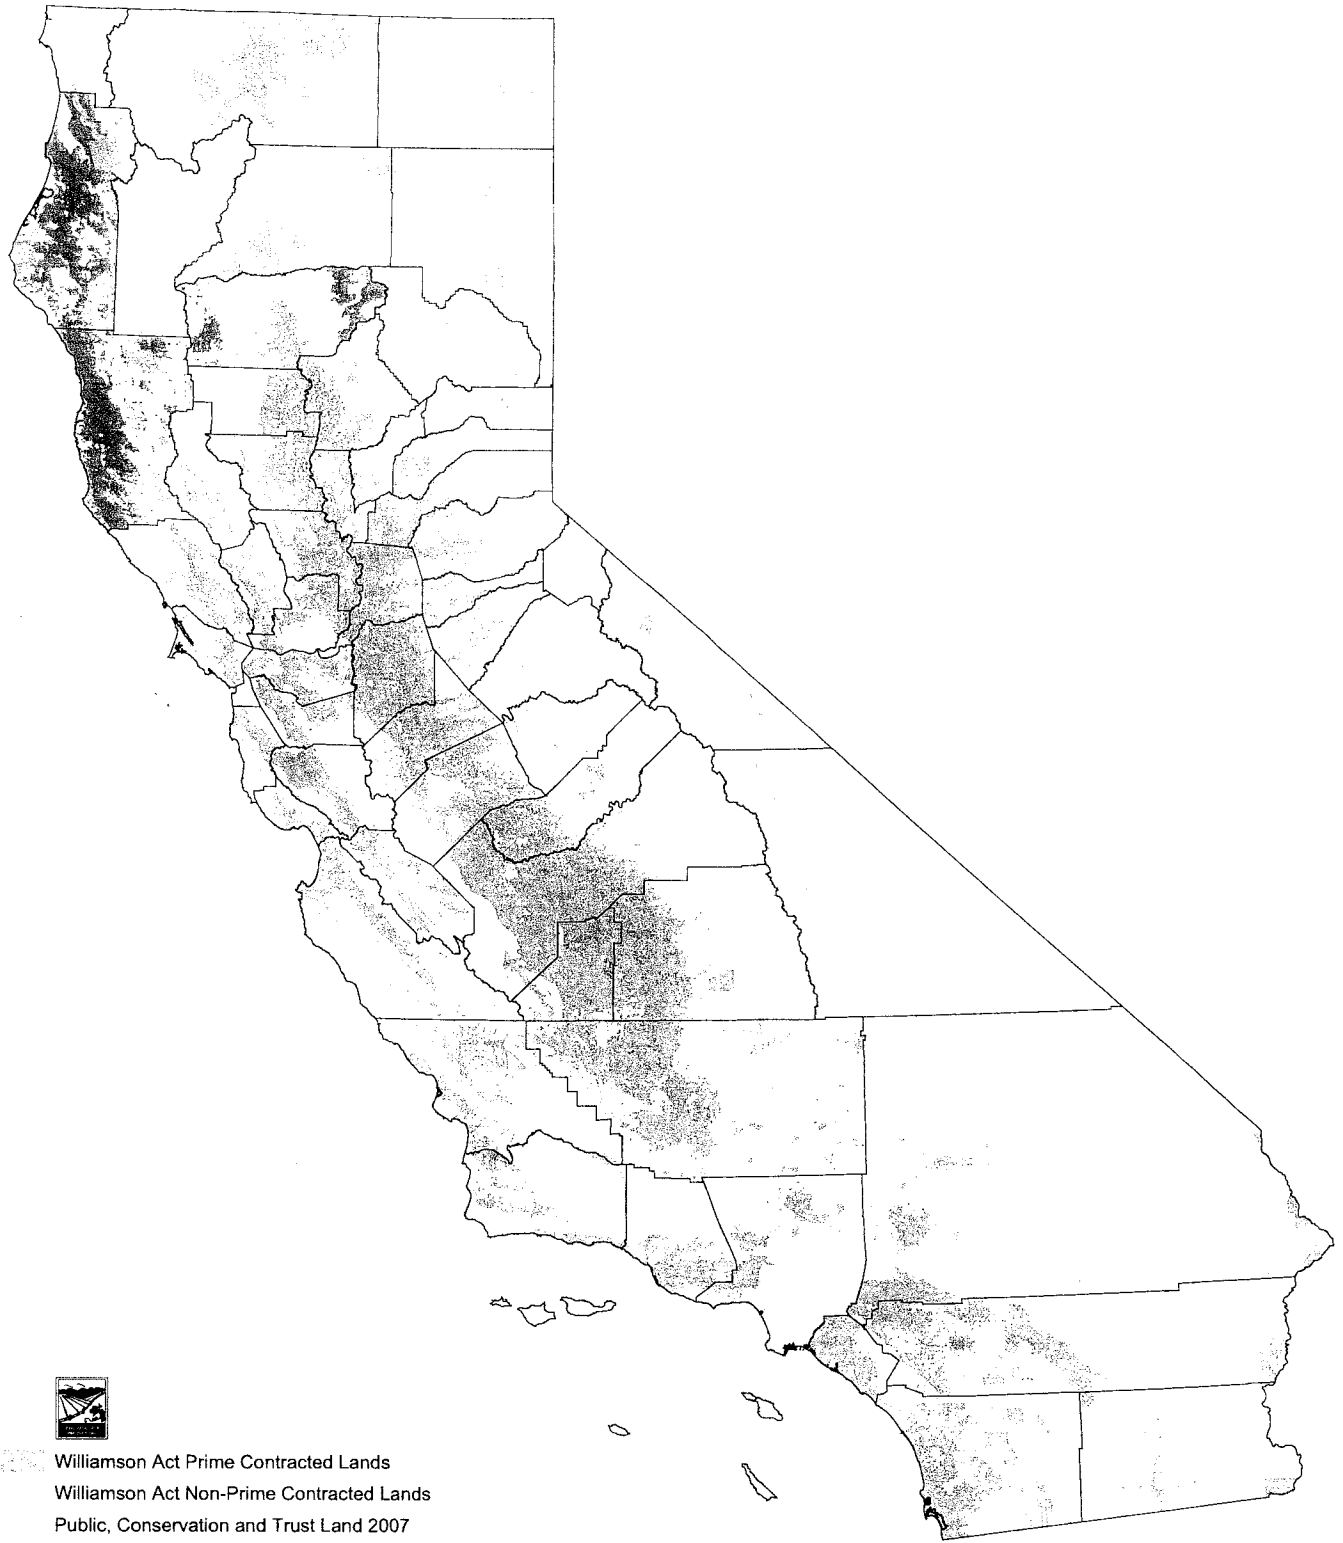 Williamson Act Prime Contracted Lands
Williamson Act Non-Prime Contracted Lands
Public, Conservation and Trust Land 2007